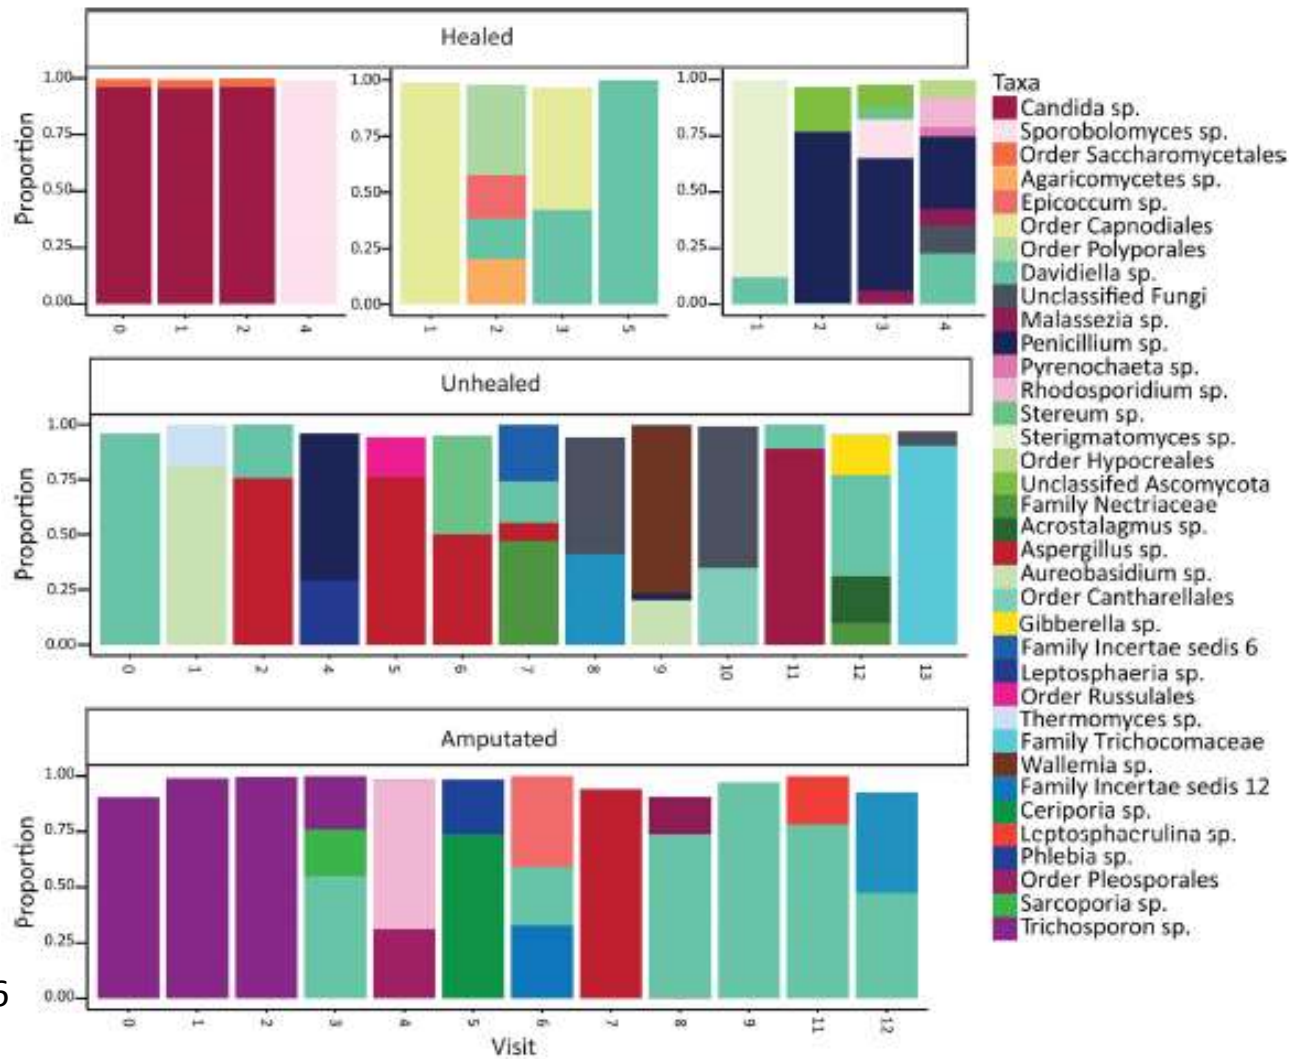 Healed
Proportion
1.00
0.75
0.50
0.25
0.00
0 1 2 4
1.00
0.75
0.50
0.25
0.00
1 2 3 5
1.00
0.75
0.50
0.25
0.00
1 2 3 4
Unhealed
Proportion
1.00
0.75
0.50
0.25
0.00
0 1 2 4 5 6 7 8 9 10 11 12 13
Amputated
Proportion
1.00
0.75
0.50
0.25
0.00
0 1 2 3 4 5 6 7 8 9 11 12
Visit
6
Taxa
Candida sp.
Sporobolomyces sp.
Order Saccharomycetales
Agaricomycetes sp.
Epicoccum sp.
Order Capnodiales
Order Polyporales
Davidiella sp.
Unclassified Fungi
Malassezia sp.
Penicillium sp.
Pyrenochaeta sp.
Rhodosporidium sp.
Stereum sp.
Sterigmatomyces sp.
Order Hypocreales
Unclassifed Ascomycota
Family Nectriaceae
Acrostalagmus sp.
Aspergillus sp.
Aureobasidium sp.
Order Cantharellales
Gibberella sp.
Family Incertae sedis 6
Leptosphaeria sp.
Order Russulales
Thermomyces sp.
Family Trichocomaceae
Wallemia sp.
Family Incertae sedis 12
Ceriporia sp.
Leptosphaerulina sp.
Phlebia sp.
Order Pleosporales
Sarcoporia sp.
Trichosporon sp.